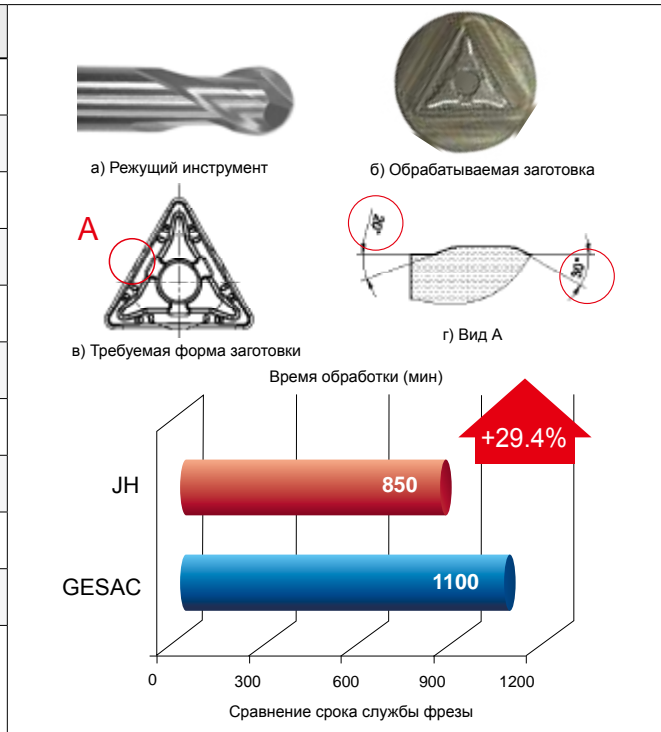 а) Режущий инструмент
б) Обрабатываемая заготовка
A
20°
30°
в) Требуемая форма заготовки
г) Вид А
Время обработки (мин)
+29.4%
JH
850
GESAC
1100
0 300 600 900 1200
Сравнение срока службы фрезы